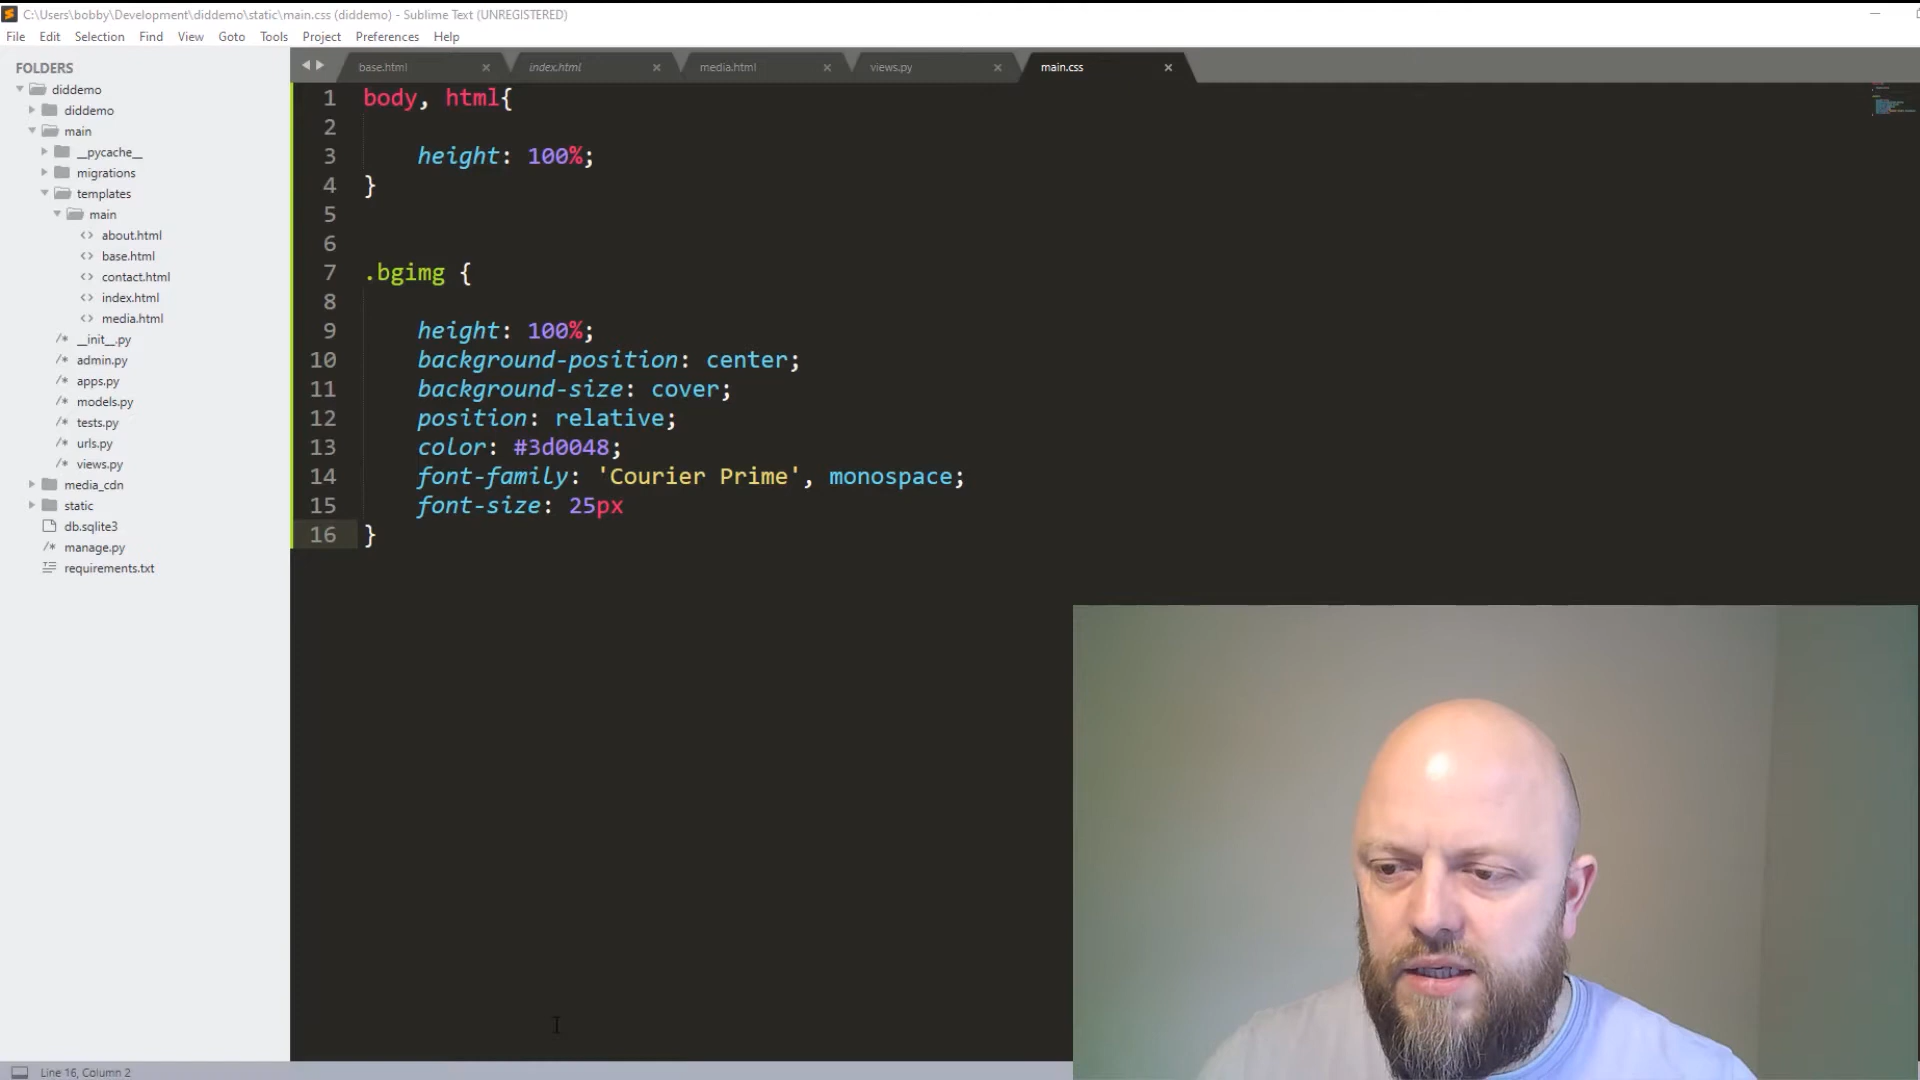 C:\Users\bobby\Development\diddemo\static\main.css (diddemo) - Sublime Text (UNREGISTERED)
File Edit Selection Find View Goto Tools Project Preferences Help
FOLDERS
diddemo
diddemo
main
__pycache__
migrations
templates
main
about.html
base.html
contact.html
index.html
media.html
__init__.py
admin.py
apps.py
models.py
tests.py
urls.py
views.py
media_cdn
static
db.sqlite3
manage.py
requirements.txt
base.html index.html media.html views.py main.css
1 body, html{
2
3 height: 100%;
4 }
5
6
7 .bgimg {
8
9 height: 100%;
10 background-position: center;
11 background-size: cover;
12 position: relative;
13 color: #3d0048;
14 font-family: 'Courier Prime', monospace;
15 font-size: 25px
16 }
Line 16, Column 2